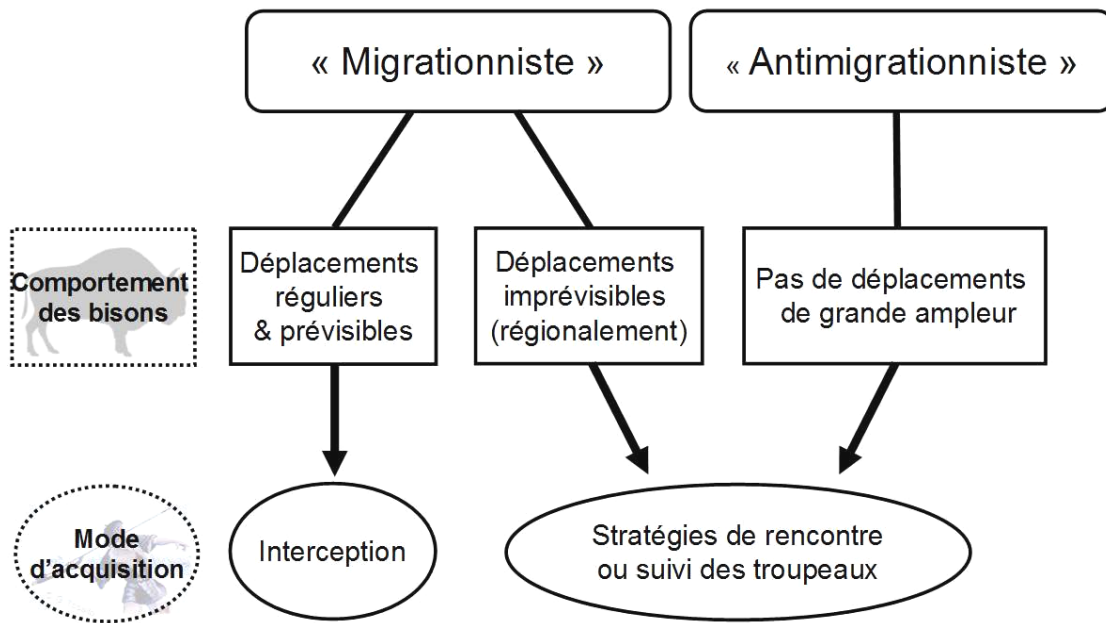 « Migrationniste »
« Antimigrationniste »
Comportement
des bisons
Déplacements
réguliers
& prévisibles
Déplacements
imprévisibles
(régionalement)
Pas de déplacements
de grande ampleur
Mode
d'acquisition
Interception
Stratégies de rencontre
ou suivi des troupeaux